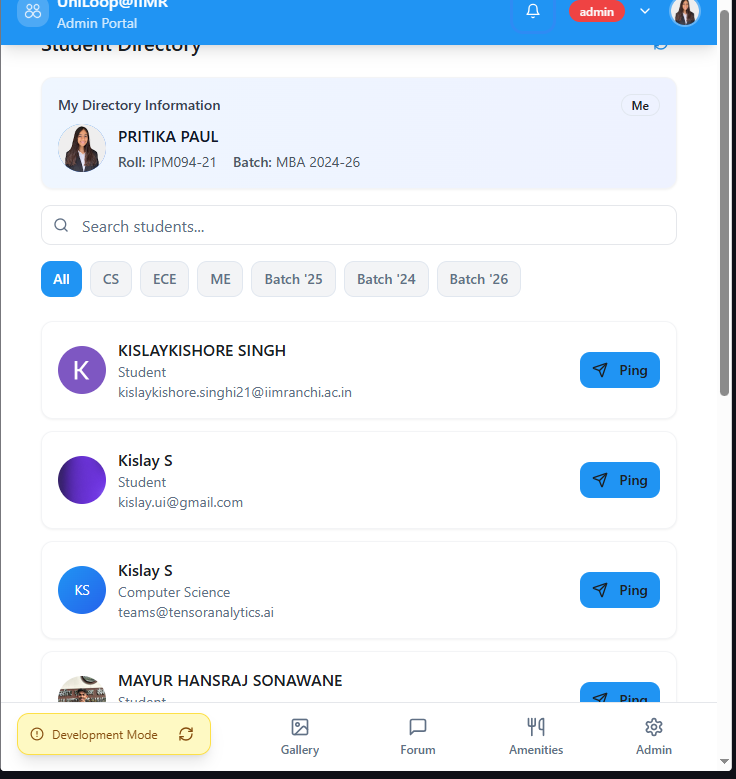 UniLoop@IIMR
Admin Portal
admin
Student Directory
My Directory Information
Me
PRITIKA PAUL
Roll: IPM094-21 Batch: MBA 2024-26
Search students...
All CS ECE ME Batch '25 Batch '24 Batch '26
KISLAYKISHORE SINGH
K
Student
Ping
kislaykishore.singhi21@iimranchi.ac.in
Kislay S
Student
Ping
kislay.ui@gmail.com
Kislay S
KS
Computer Science
Ping
teams@tensoranalytics.ai
MAYUR HANSRAJ SONAWANE
Student
Ping
Development Mode
Gallery Forum Amenities Admin